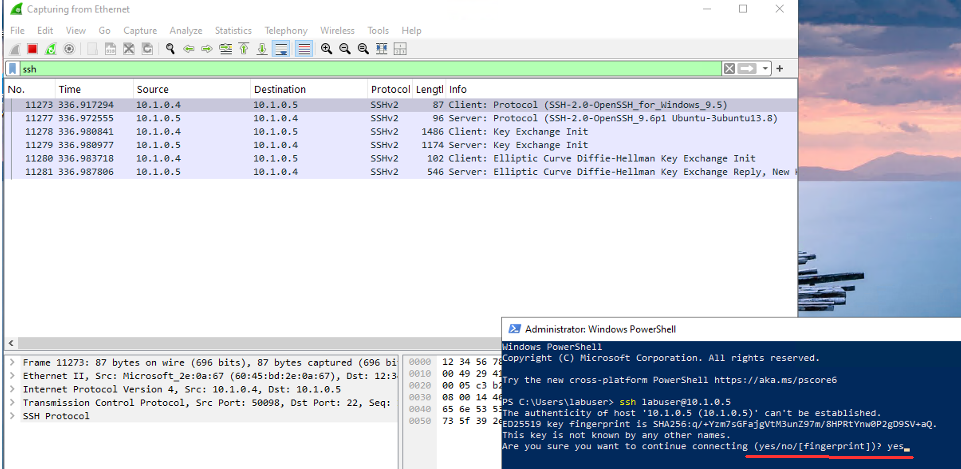 Capturing from Ethernet
File Edit View Go Capture Analyze Statistics Telephony Wireless Tools Help
ssh
No. Time Source Destination Protocol Lengtl Info
11273 336.917294 10.1.0.4 10.1.0.5 SSHv2 87 Client: Protocol (SSH-2.0-OpenSSH_for_Windows_9.5)
11277 336.972555 10.1.0.5 10.1.0.4 SSHv2 96 Server: Protocol (SSH-2.0-OpenSSH_9.6p1 Ubuntu-3ubuntu13.8)
11278 336.980841 10.1.0.4 10.1.0.5 SSHv2 1486 Client: Key Exchange Init
11279 336.980977 10.1.0.5 10.1.0.4 SSHv2 1174 Server: Key Exchange Init
11280 336.983718 10.1.0.4 10.1.0.5 SSHv2 102 Client: Elliptic Curve Diffie-Hellman Key Exchange Init
11281 336.987806 10.1.0.5 10.1.0.4 SSHv2 546 Server: Elliptic Curve Diffie-Hellman Key Exchange Reply, New
Frame 11273: 87 bytes on wire (696 bits), 87 bytes captured (696 bi
Ethernet II, Src: Microsoft_2e:0a:67 (60:45:bd:2e:0a:67), Dst: 12:3
Internet Protocol Version 4, Src: 10.1.0.4, Dst: 10.1.0.5
Transmission Control Protocol, Src Port: 50098, Dst Port: 22, Seq:
SSH Protocol
0000 12 34 56 78
0010 00 49 29 41
0020 00 05 c3 b2
0030 08 00 14 46
0040 65 6e 53 53
0050 73 5f 39 2e
Administrator: Windows PowerShell
Windows PowerShell
Copyright (C) Microsoft Corporation. All rights reserved.
Try the new cross-platform PowerShell https://aka.ms/pscore6
PS C:\Users\labuser> ssh labuser@10.1.0.5
The authenticity of host '10.1.0.5 (10.1.0.5)' can't be established.
ED25519 key fingerprint is SHA256:q/+Yzm7sGFajgVtM3unZ97m/8HPRtYnw0P2gD9SV+aQ.
This key is not known by any other names.
Are you sure you want to continue connecting (yes/no/[fingerprint])? yes